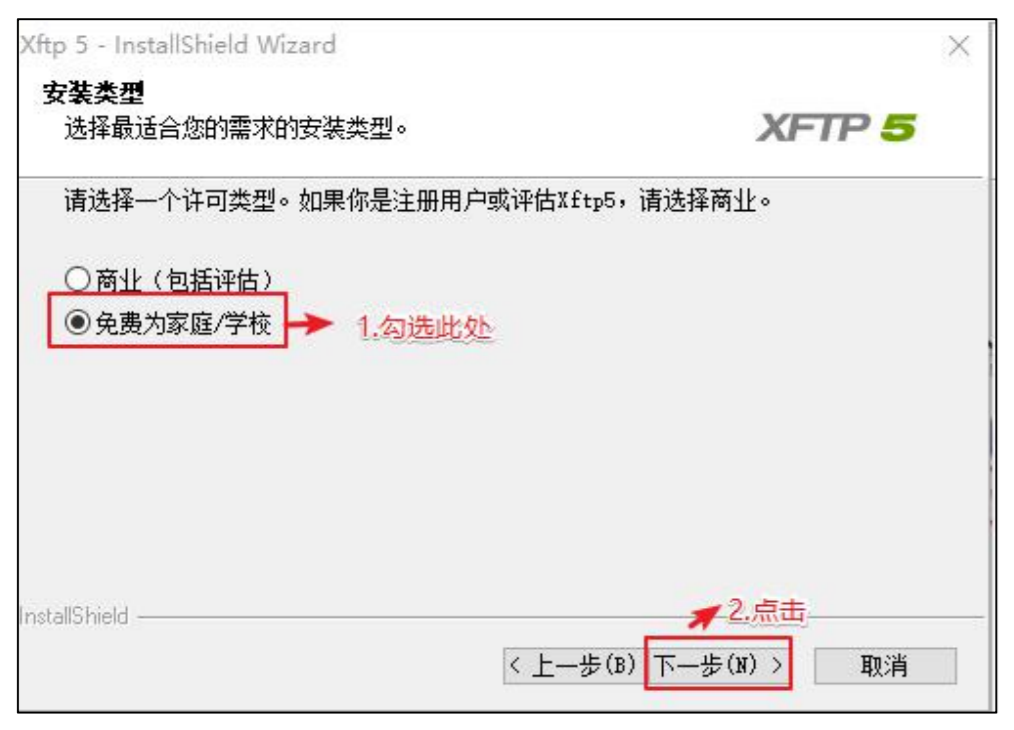 Xftp 5 - InstallShield Wizard
安装类型
选择最适合您的需求的安装类型。
XFTP 5
请选择一个许可类型。如果你是注册用户或评估Xftp5，请选择商业。
商业（包括评估）
免费为家庭/学校
1.勾选此处
InstallShield
2.点击
< 上一步(B) 下一步(N) > 取消